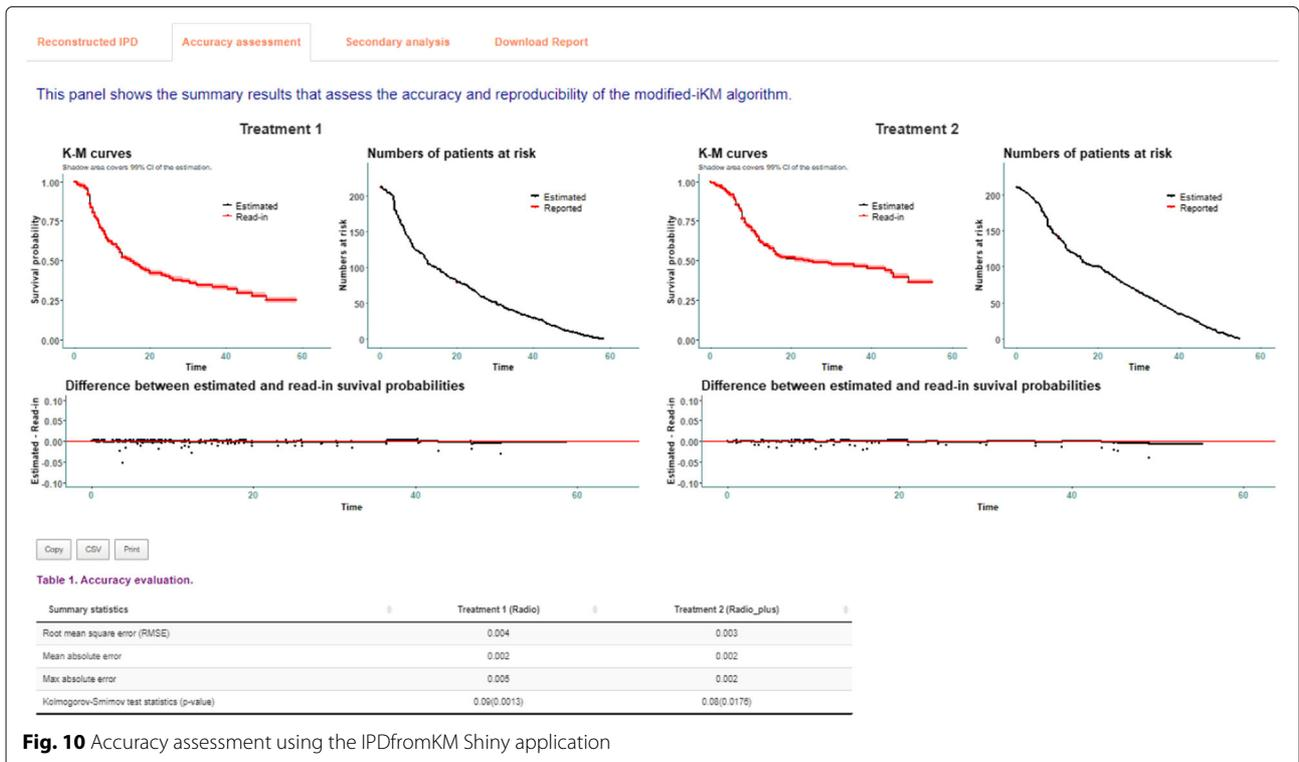 Reconstructed IPD Accuracy assessment Secondary analysis Download Report
This panel shows the summary results that assess the accuracy and reproducibility of the modified-iKM algorithm.
Treatment 1
K-M curves
Shadow area covers 99% CI of the estimation.
Survival probability
1.00
0.75
0.50
0.25
0.00
Estimated
Read-in
0 20 40 60
Time
Numbers of patients at risk
Numbers at risk
200
150
100
50
0
Estimated
Reported
0 20 40 60
Time
Difference between estimated and read-in suvival probabilities
Estimated - Read-in
0.10
0.05
0.00
-0.05
-0.10
0 20 40 60
Time
Treatment 2
K-M curves
Shadow area covers 99% CI of the estimation.
Survival probability
1.00
0.75
0.50
0.25
0.00
Estimated
Read-in
0 20 40 60
Time
Numbers of patients at risk
Numbers at risk
200
150
100
50
0
Estimated
Reported
0 20 40 60
Time
Difference between estimated and read-in suvival probabilities
Estimated - Read-in
0.10
0.05
0.00
-0.05
-0.10
0 20 40 60
Time
Copy CSV Print
Table 1. Accuracy evaluation.
Summary statistics Treatment 1 (Radio) Treatment 2 (Radio_plus)
Root mean square error (RMSE) 0.004 0.003
Mean absolute error 0.002 0.002
Max absolute error 0.005 0.002
Kolmogorov-Smirnov test statistics (p-value) 0.09(0.0013) 0.08(0.0176)
Fig. 10 Accuracy assessment using the IPDfromKM Shiny application